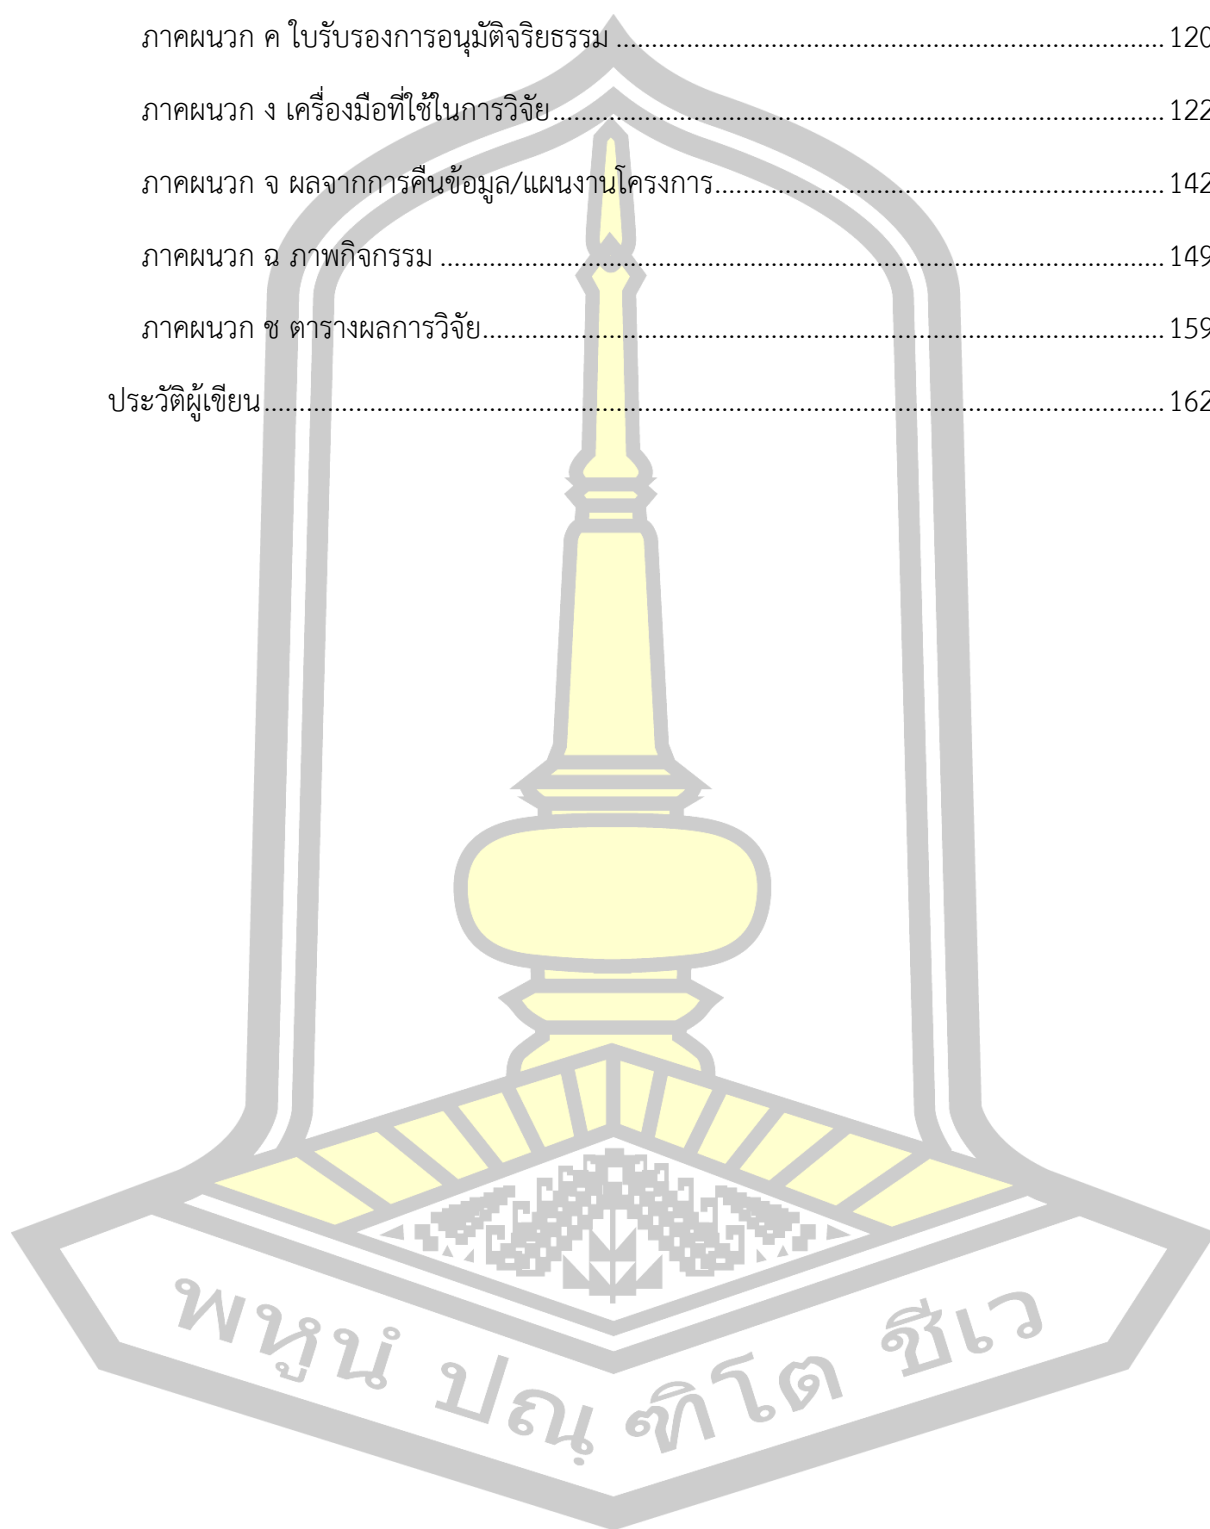 ภาคผนวก ค ใบรับรองการอนุมัติจริยธรรม ........................................................................ 120
ภาคผนวก ง เครื่องมือที่ใช้ในการวิจัย................................................................................ 122
ภาคผนวก จ ผลจากการคืนข้อมูล/แผนงานโครงการ........................................................... 142
ภาคผนวก ฉ ภาพกิจกรรม ............................................................................................... 149
ภาคผนวก ช ตารางผลการวิจัย......................................................................................... 159
ประวัติผู้เขียน..................................................................................................................... 162
พหูนํ ปณฺฑิโต ชีเว